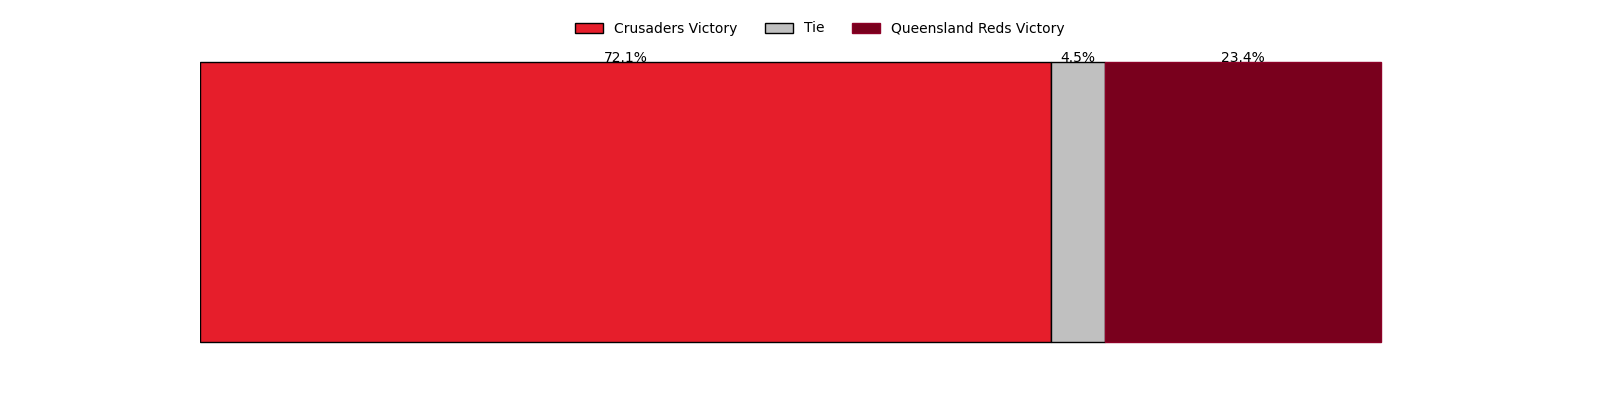 Crusaders Victory Tie Queensland Reds Victory
72.1% 4.5% 23.4%